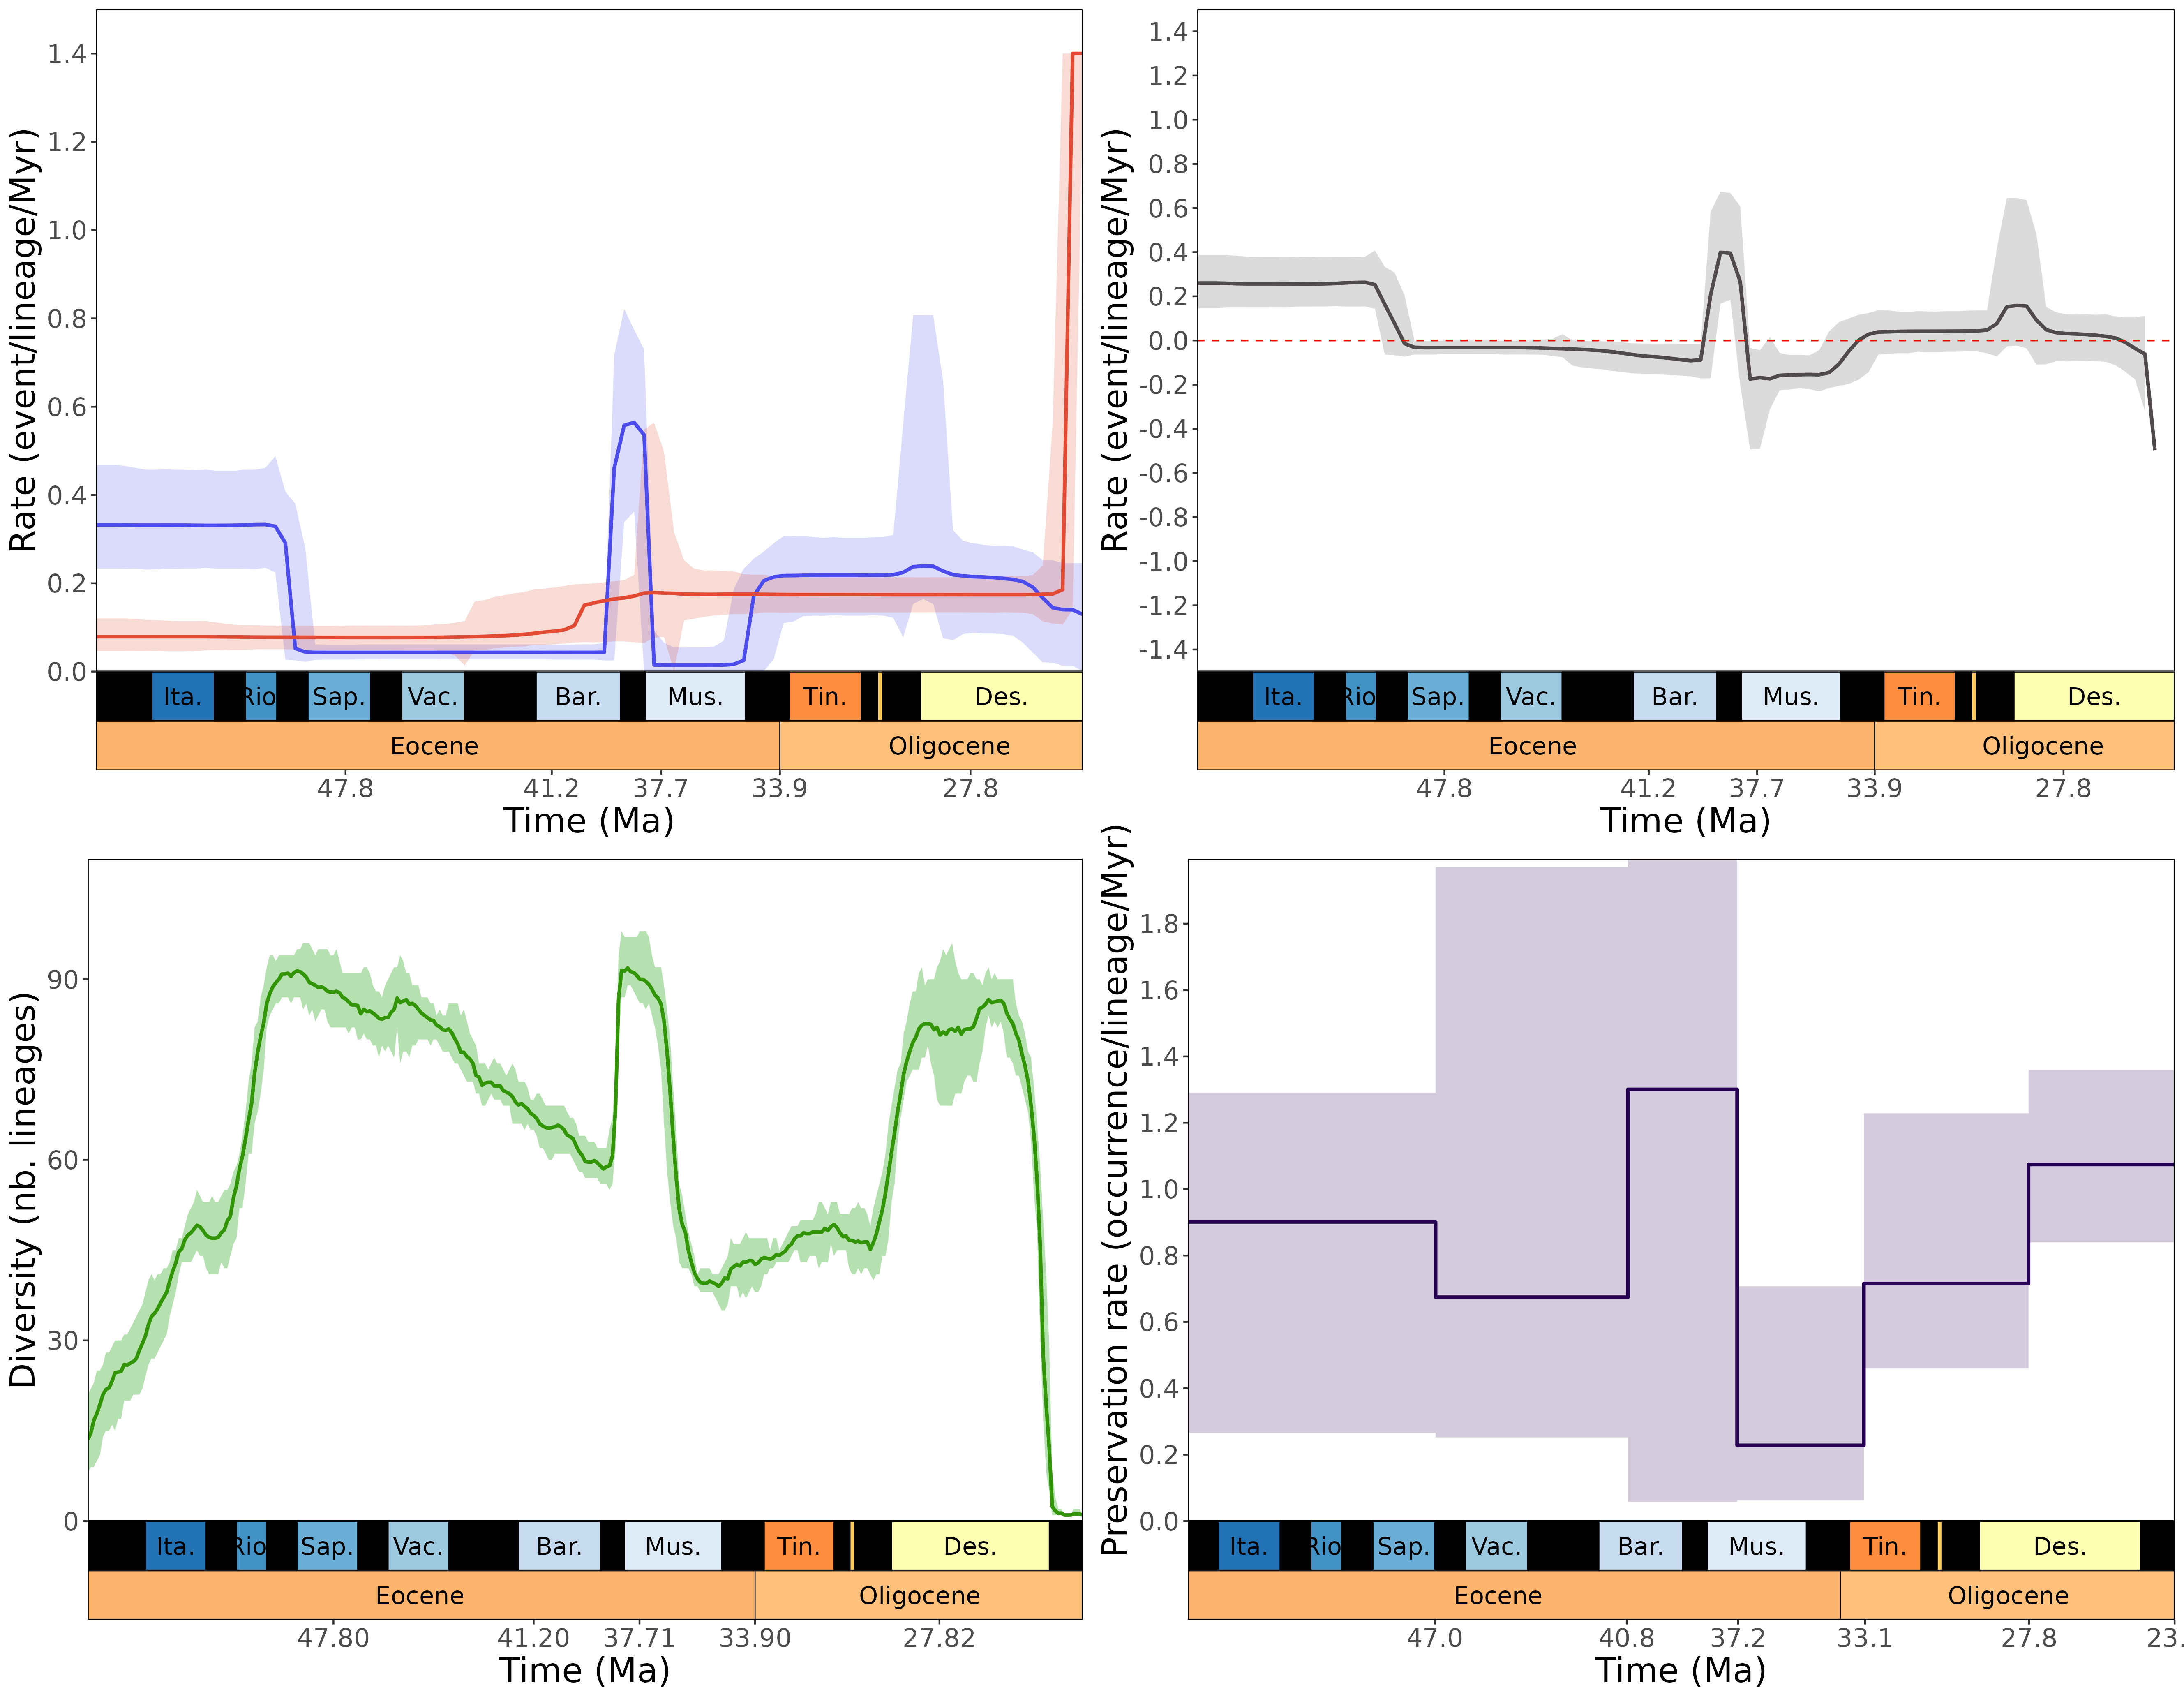 Rate (event/lineage/Myr)
1.4
1.2
1.0
0.8
0.6
0.4
0.2
0.0
Ita. Rio Sap. Vac. Bar. Mus. Tin. Des.
Eocene Oligocene
47.8 41.2 37.7 33.9 27.8
Time (Ma)
Rate (event/lineage/Myr)
1.4
1.2
1.0
0.8
0.6
0.4
0.2
0.0
-0.2
-0.4
-0.6
-0.8
-1.0
-1.2
-1.4
Ita. Rio Sap. Vac. Bar. Mus. Tin. Des.
Eocene Oligocene
47.8 41.2 37.7 33.9 27.8
Time (Ma)
Diversity (nb. lineages)
90
60
30
0
Ita. Rio Sap. Vac. Bar. Mus. Tin. Des.
Eocene Oligocene
47.80 41.20 37.71 33.90 27.82
Time (Ma)
Preservation rate (occurrence/lineage/Myr)
1.8
1.6
1.4
1.2
1.0
0.8
0.6
0.4
0.2
0.0
Ita. Rio Sap. Vac. Bar. Mus. Tin. Des.
Eocene Oligocene
47.0 40.8 37.2 33.1 27.8 23.
Time (Ma)